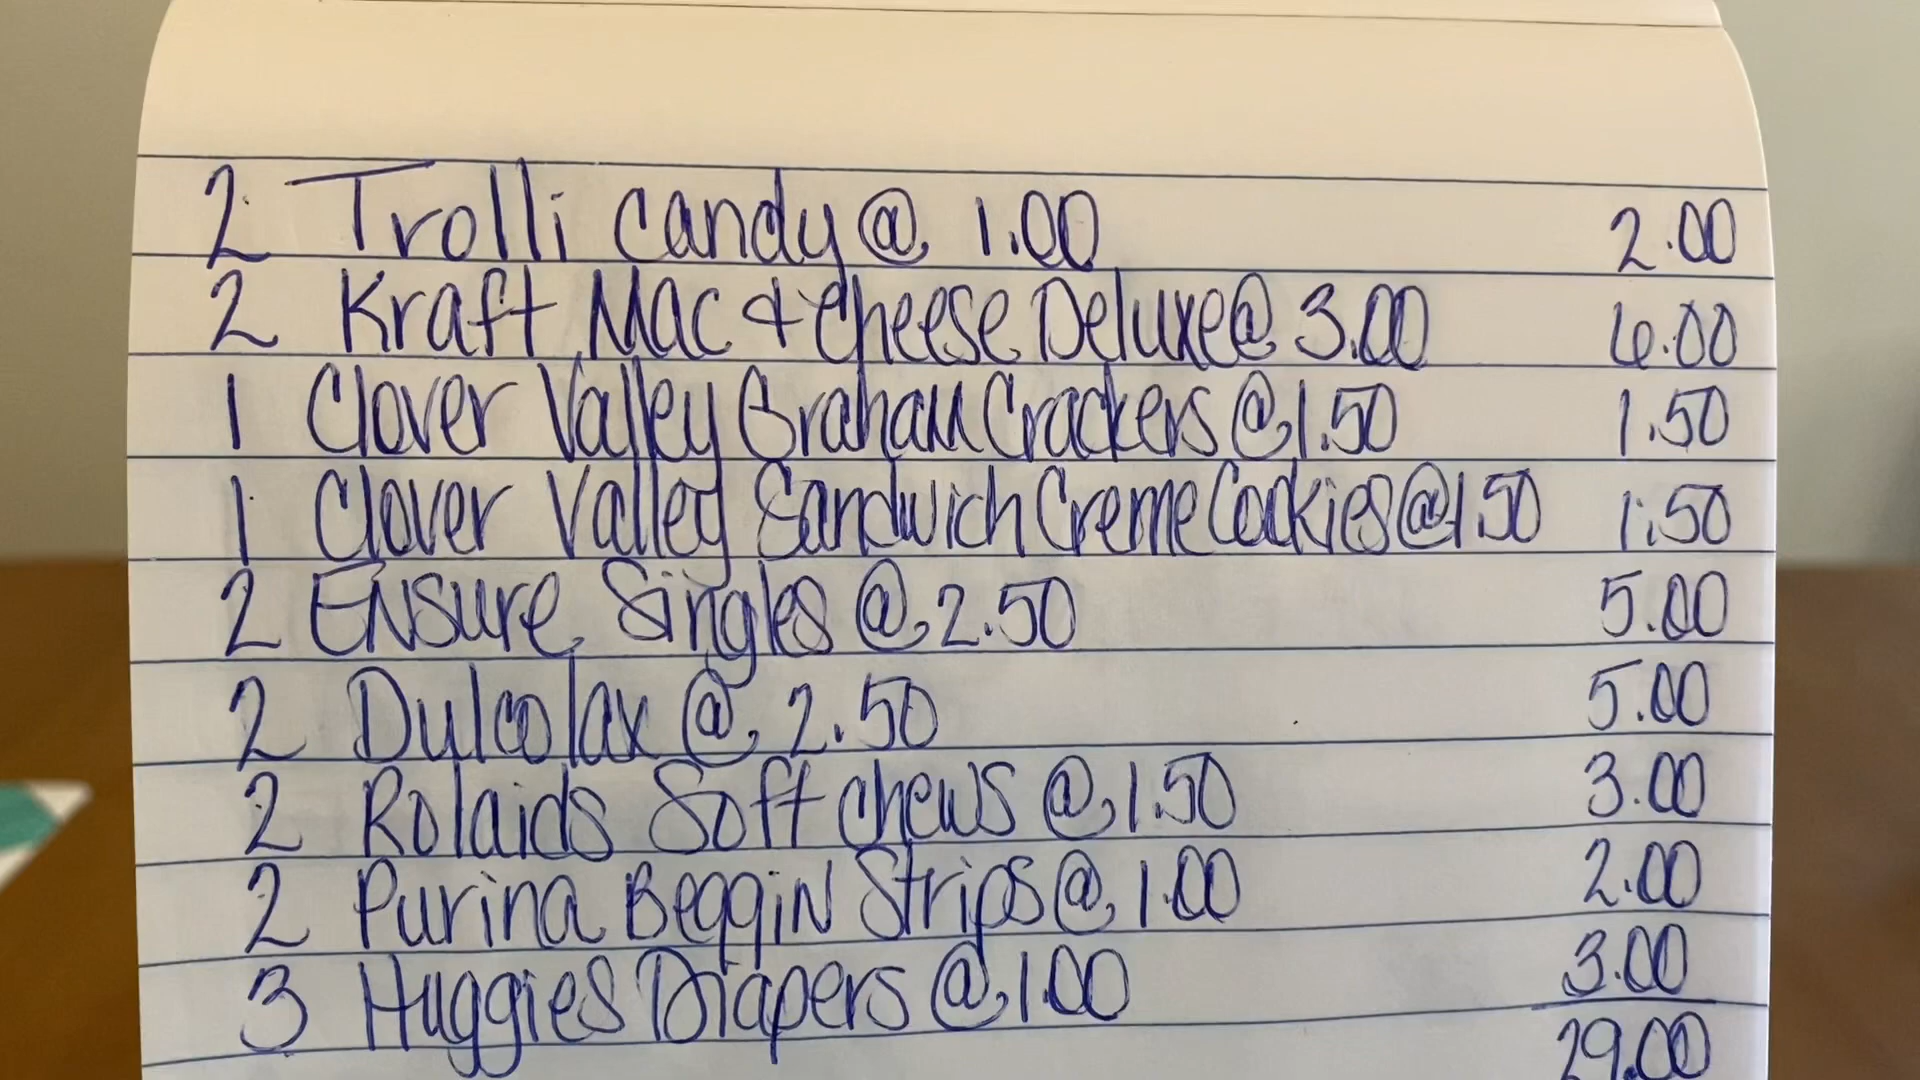 2 Trolli Candy @ 1.00 2.00
2 Kraft Mac & Cheese Deluxe @ 3.00 6.00
1 Clover Valley Graham Crackers @ 1.50 1.50
1 Clover Valley Sandwich Creme Cookies @ 1.50 1.50
2 Ensure Singles @ 2.50 5.00
2 Dulcolax @ 2.50 5.00
2 Rolaids Soft chews @ 1.50 3.00
2 Purina Beggin Strips @ 1.00 2.00
3 Huggies Diapers @ 1.00 3.00
29.00